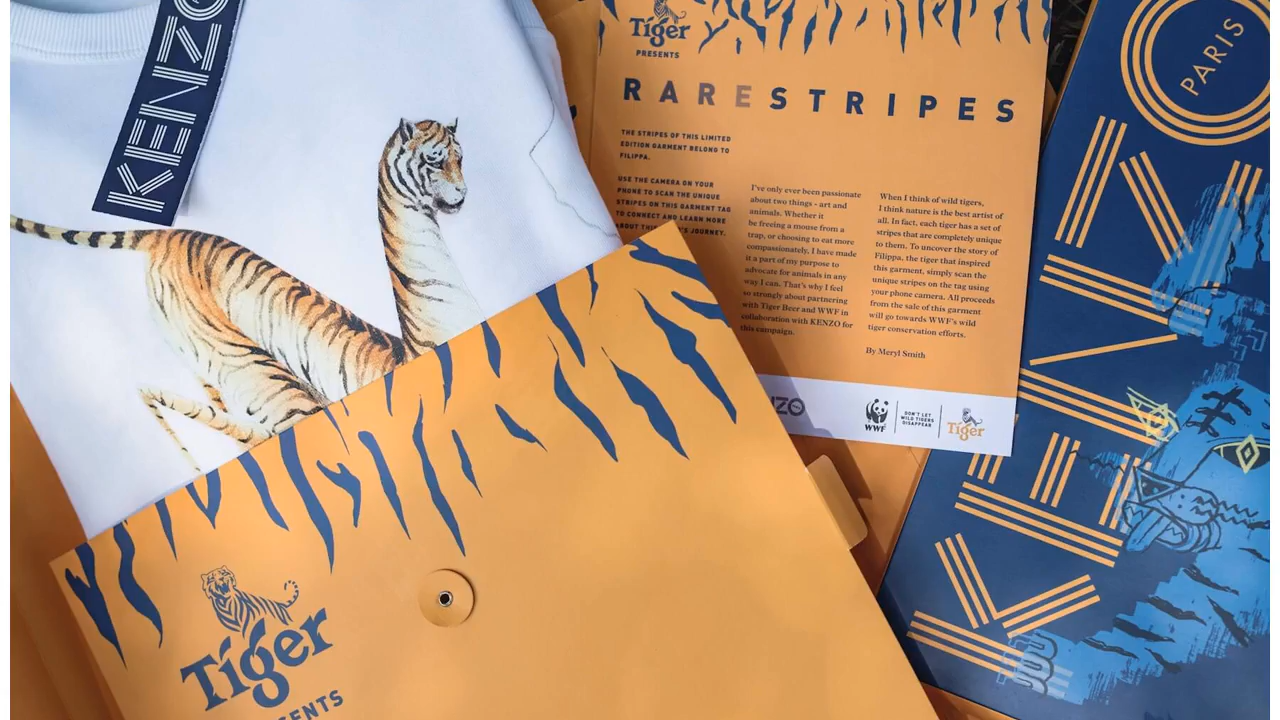 KENZO
Tiger
PRESENTS
RARESTRIPES
THE STRIPES OF THIS LIMITED
EDITION GARMENT BELONG TO
FILIPPA.
USE THE CAMERA ON YOUR
PHONE TO SCAN THE UNIQUE
STRIPES ON THIS GARMENT TAG
TO CONNECT AND LEARN MORE
ABOUT JOURNEY.
I've only ever been passionate
about two things - art and
animals. Whether it
be freeing a mouse from a
trap, or choosing to eat more
compassionately, I have made
it a part of my purpose to
advocate for animals in any
way I can. That's why I feel
so strongly about partnering
with Tiger Beer and WWF in
collaboration with KENZO for
this campaign.
When I think of wild tigers,
I think nature is the best artist of
all. In fact, each tiger has a set of
stripes that are completely unique
to them. To uncover the story of
Filippa, the tiger that inspired
this garment, simply scan the
unique stripes on the tag using
your phone camera. All proceeds
from the sale of this garment
will go towards WWF's wild
tiger conservation efforts.
By Meryl Smith
NZO
WWF
DON'T LET
WILD TIGERS
DISAPPEAR
Tiger
KENZO
PARIS
Tiger
ESENTS